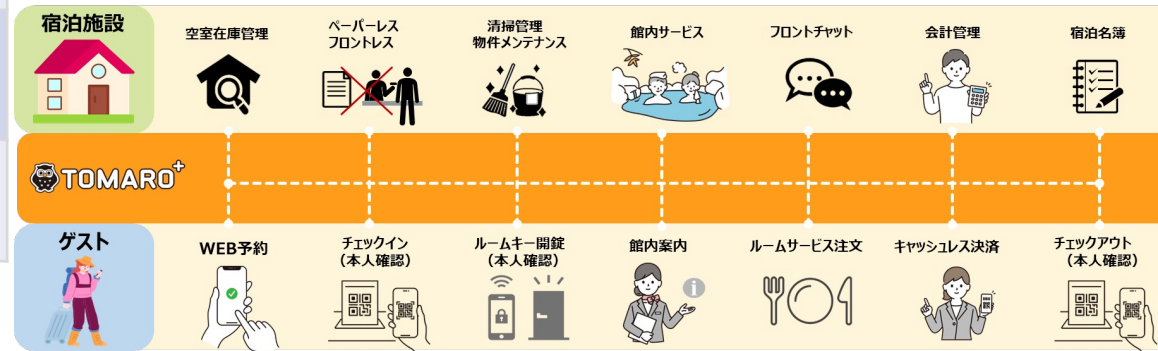 宿泊施設
空室在庫管理
ペーパーレス
フロントレス
清掃管理
物件メンテナンス
館内サービス
フロントチャット
会計管理
宿泊名簿
TOMARO+
ゲスト
WEB予約
チェックイン
(本人確認)
ルームキー開錠
(本人確認)
館内案内
ルームサービス注文
キャッシュレス決済
チェックアウト
(本人確認)